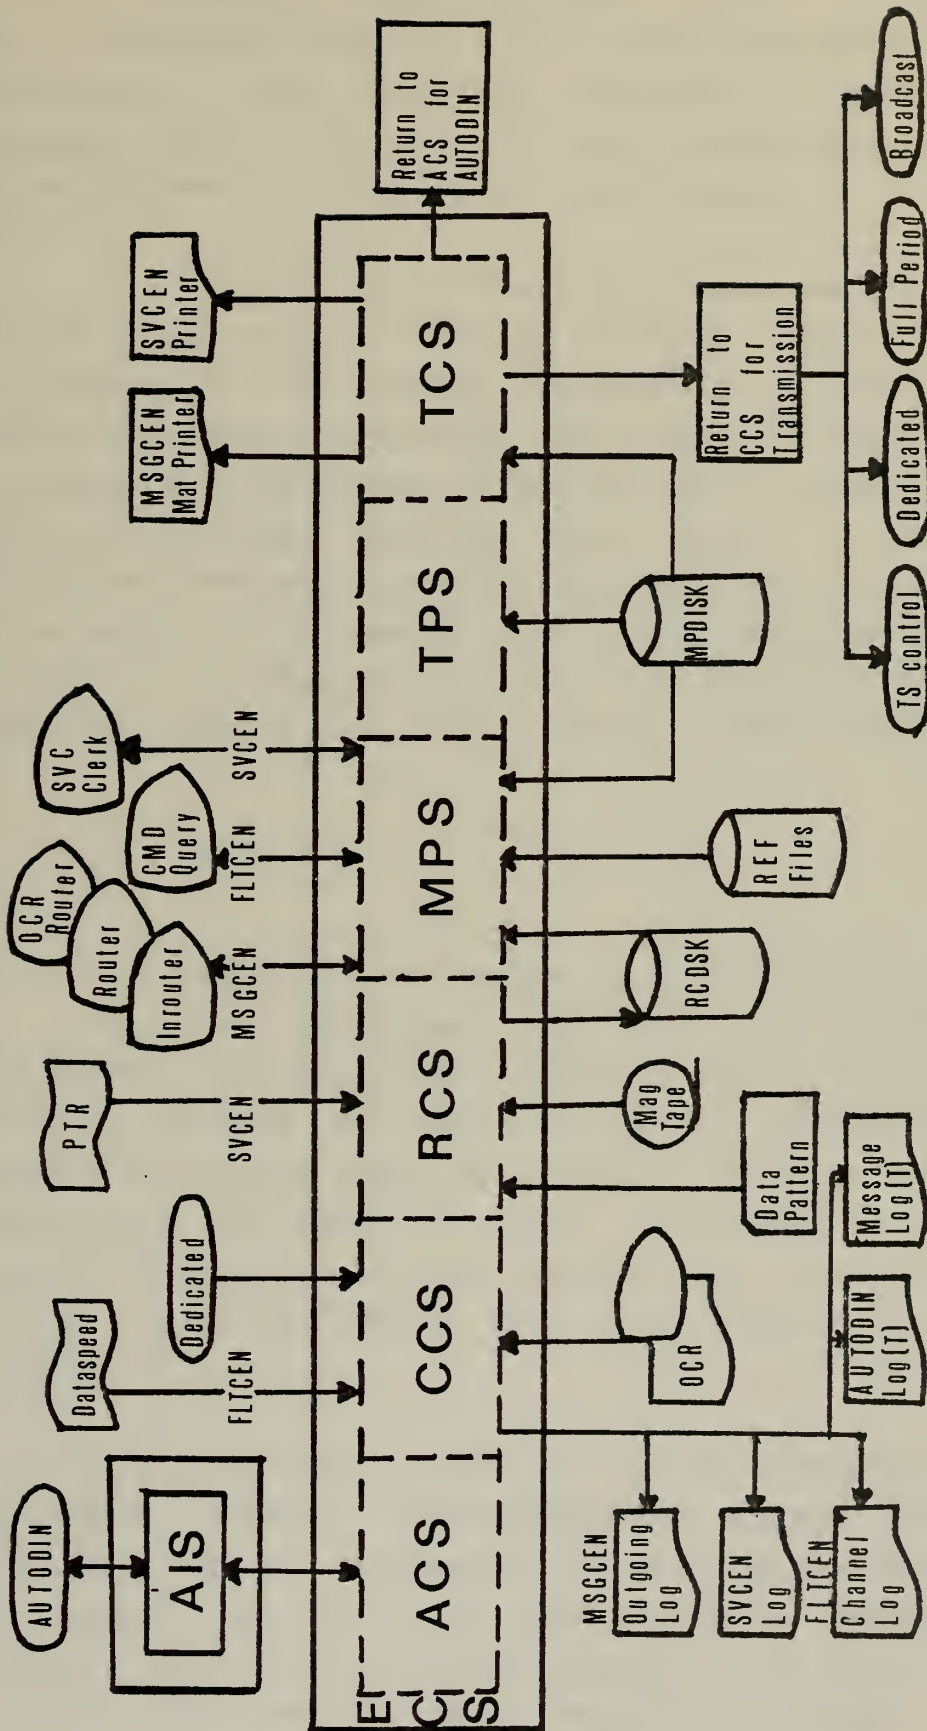 AUTODIN
AIS
Dataspeed
FLTCEN
Dedicated
PTR
SVCEN
OCR
Router
Router
Inrouter
MSGCEN
CMD
Query
FLTCEN
SVC
Clerk
SVCEN
MSGCEN
Mat Printer
SVCEN
Printer
Return to
ACS for
AUTODIN
ECS
ACS
CCS
RCS
MPS
TPS
TCS
MSGCEN
Outgoing
Log
SVCEN
Log
FLTCEN
Channel
Log
AUTODIN
Log(T)
Message
Log(T)
OCR
Data
Pattern
Mag
Tape
RCDSK
REF
Files
MPDISK
Return to
CCS for
Transmission
TS control
Dedicated
Full Period
Broadcast